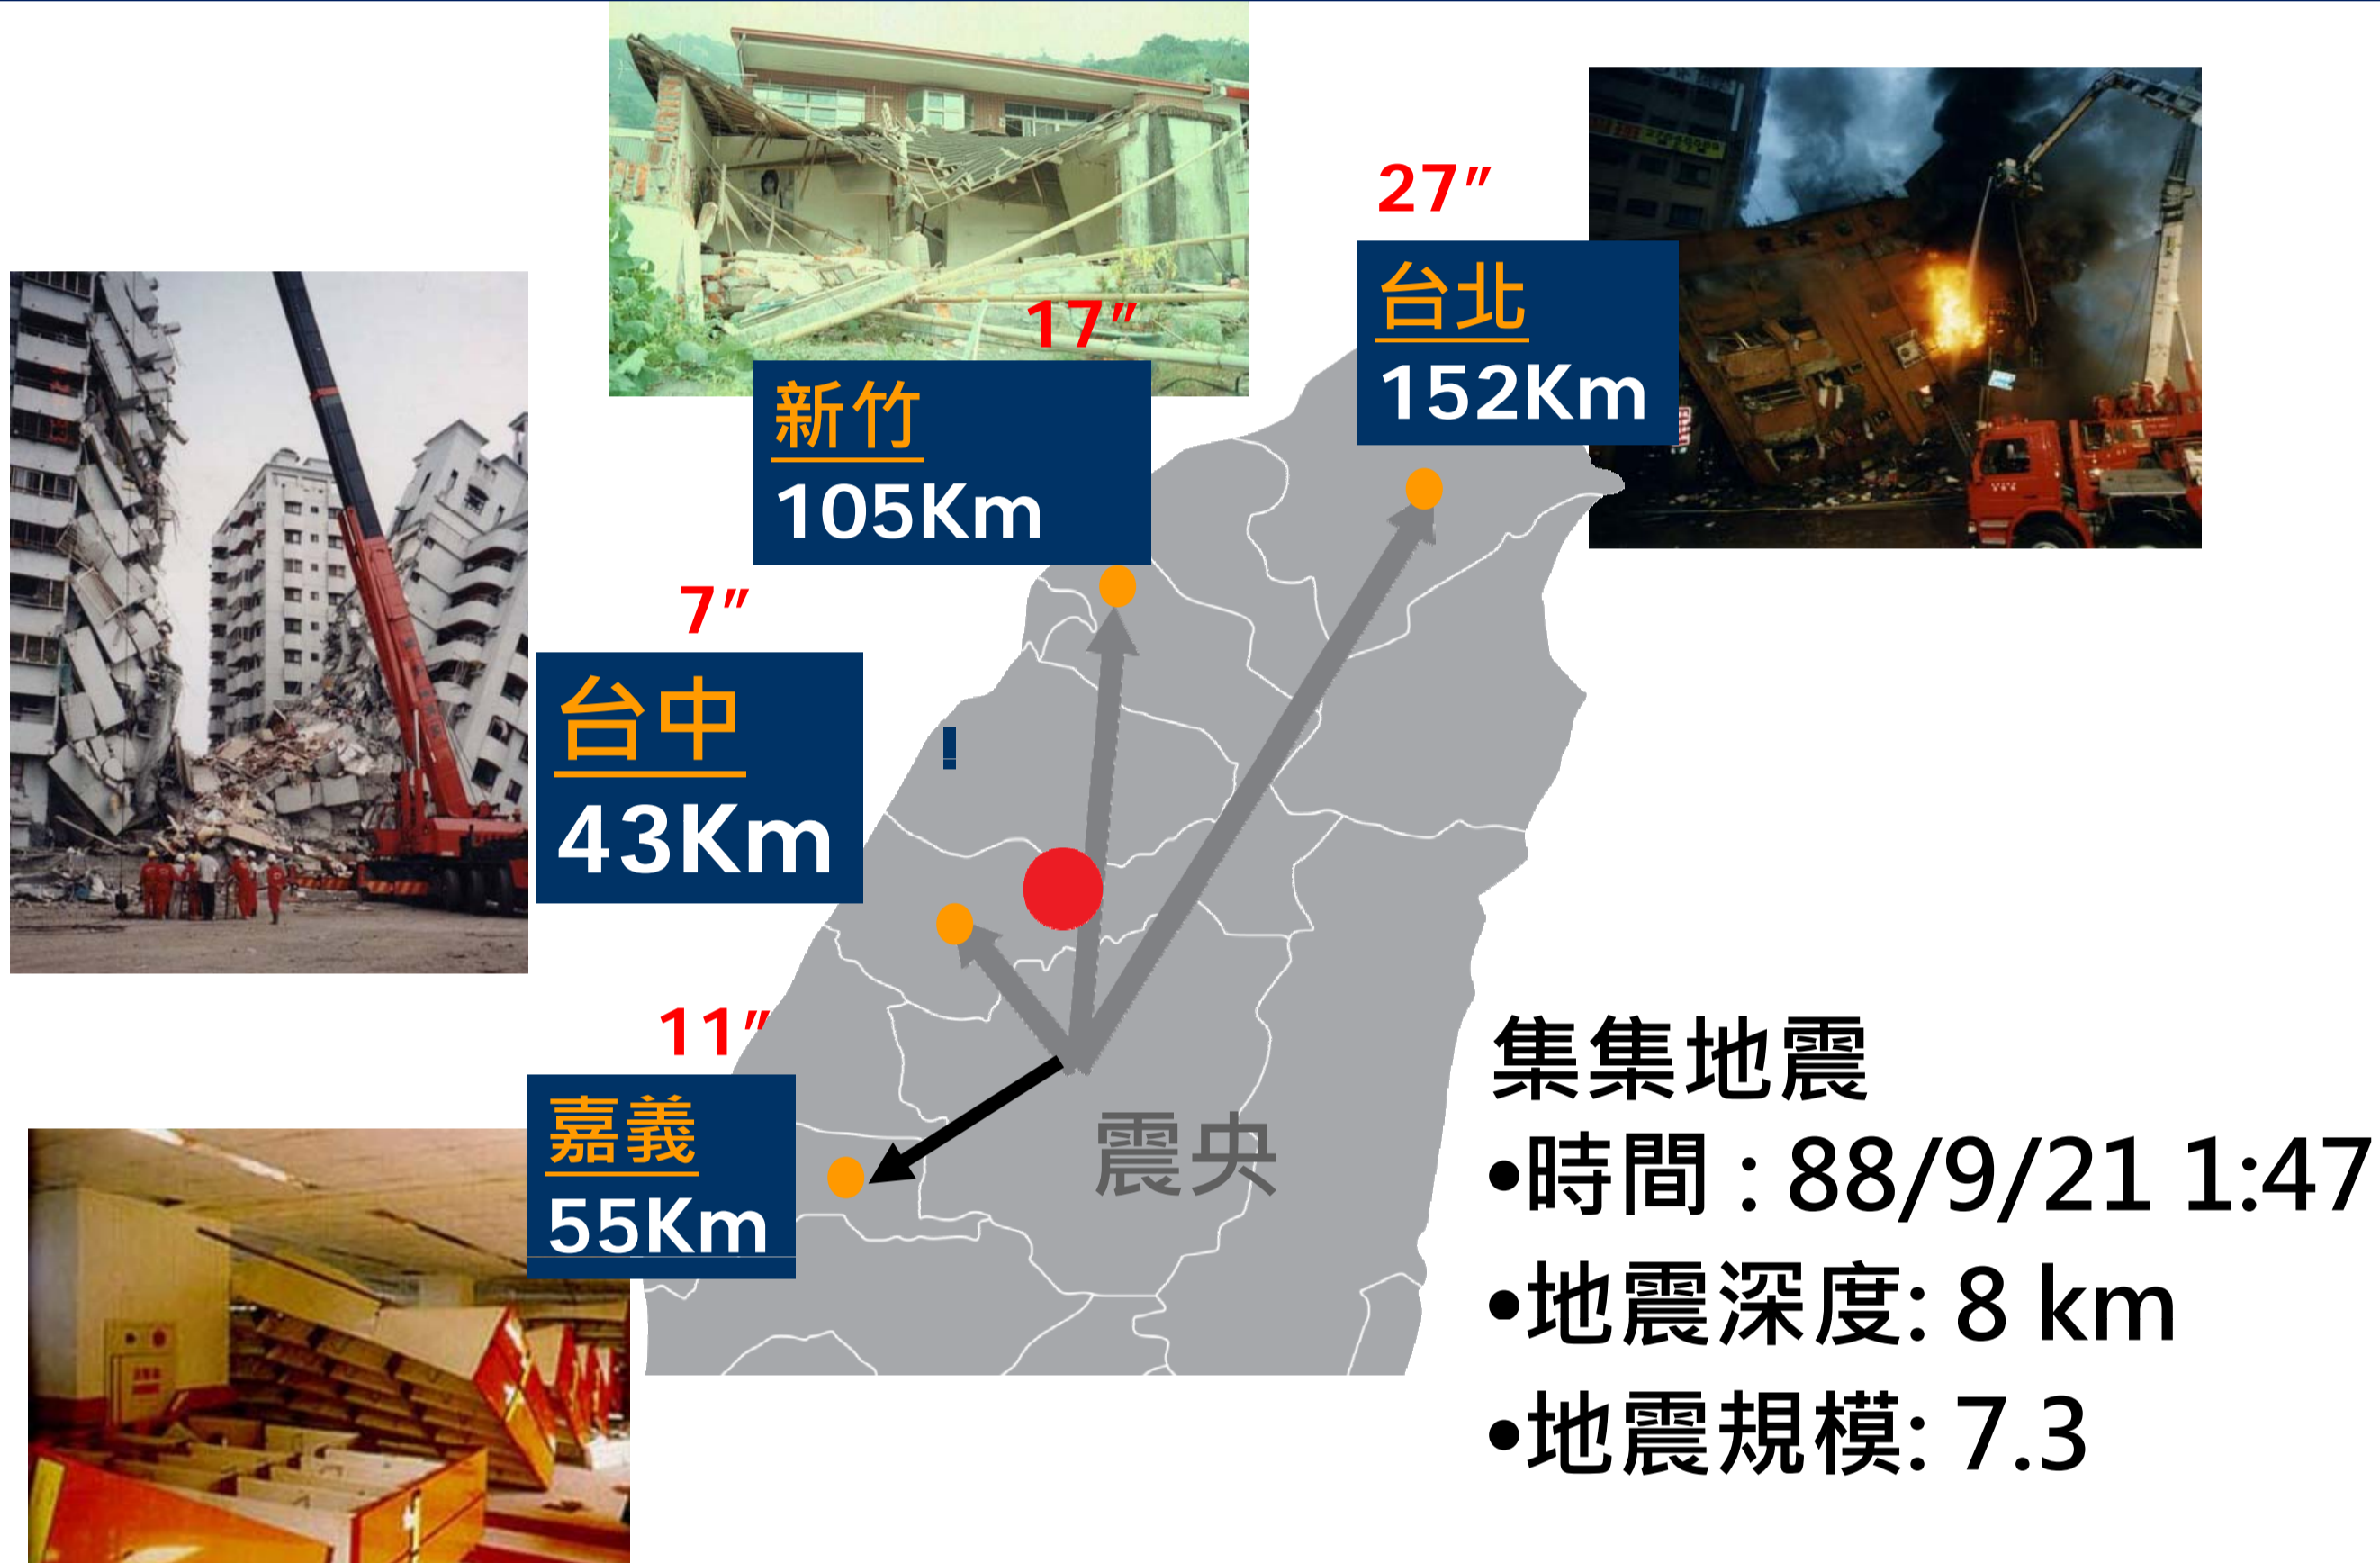 27″
台北
152Km
17″
新竹
105Km
7″
台中
43Km
11″
嘉義
55Km
震央
集集地震
•時間 : 88/9/21 1:47
•地震深度: 8 km
•地震規模: 7.3